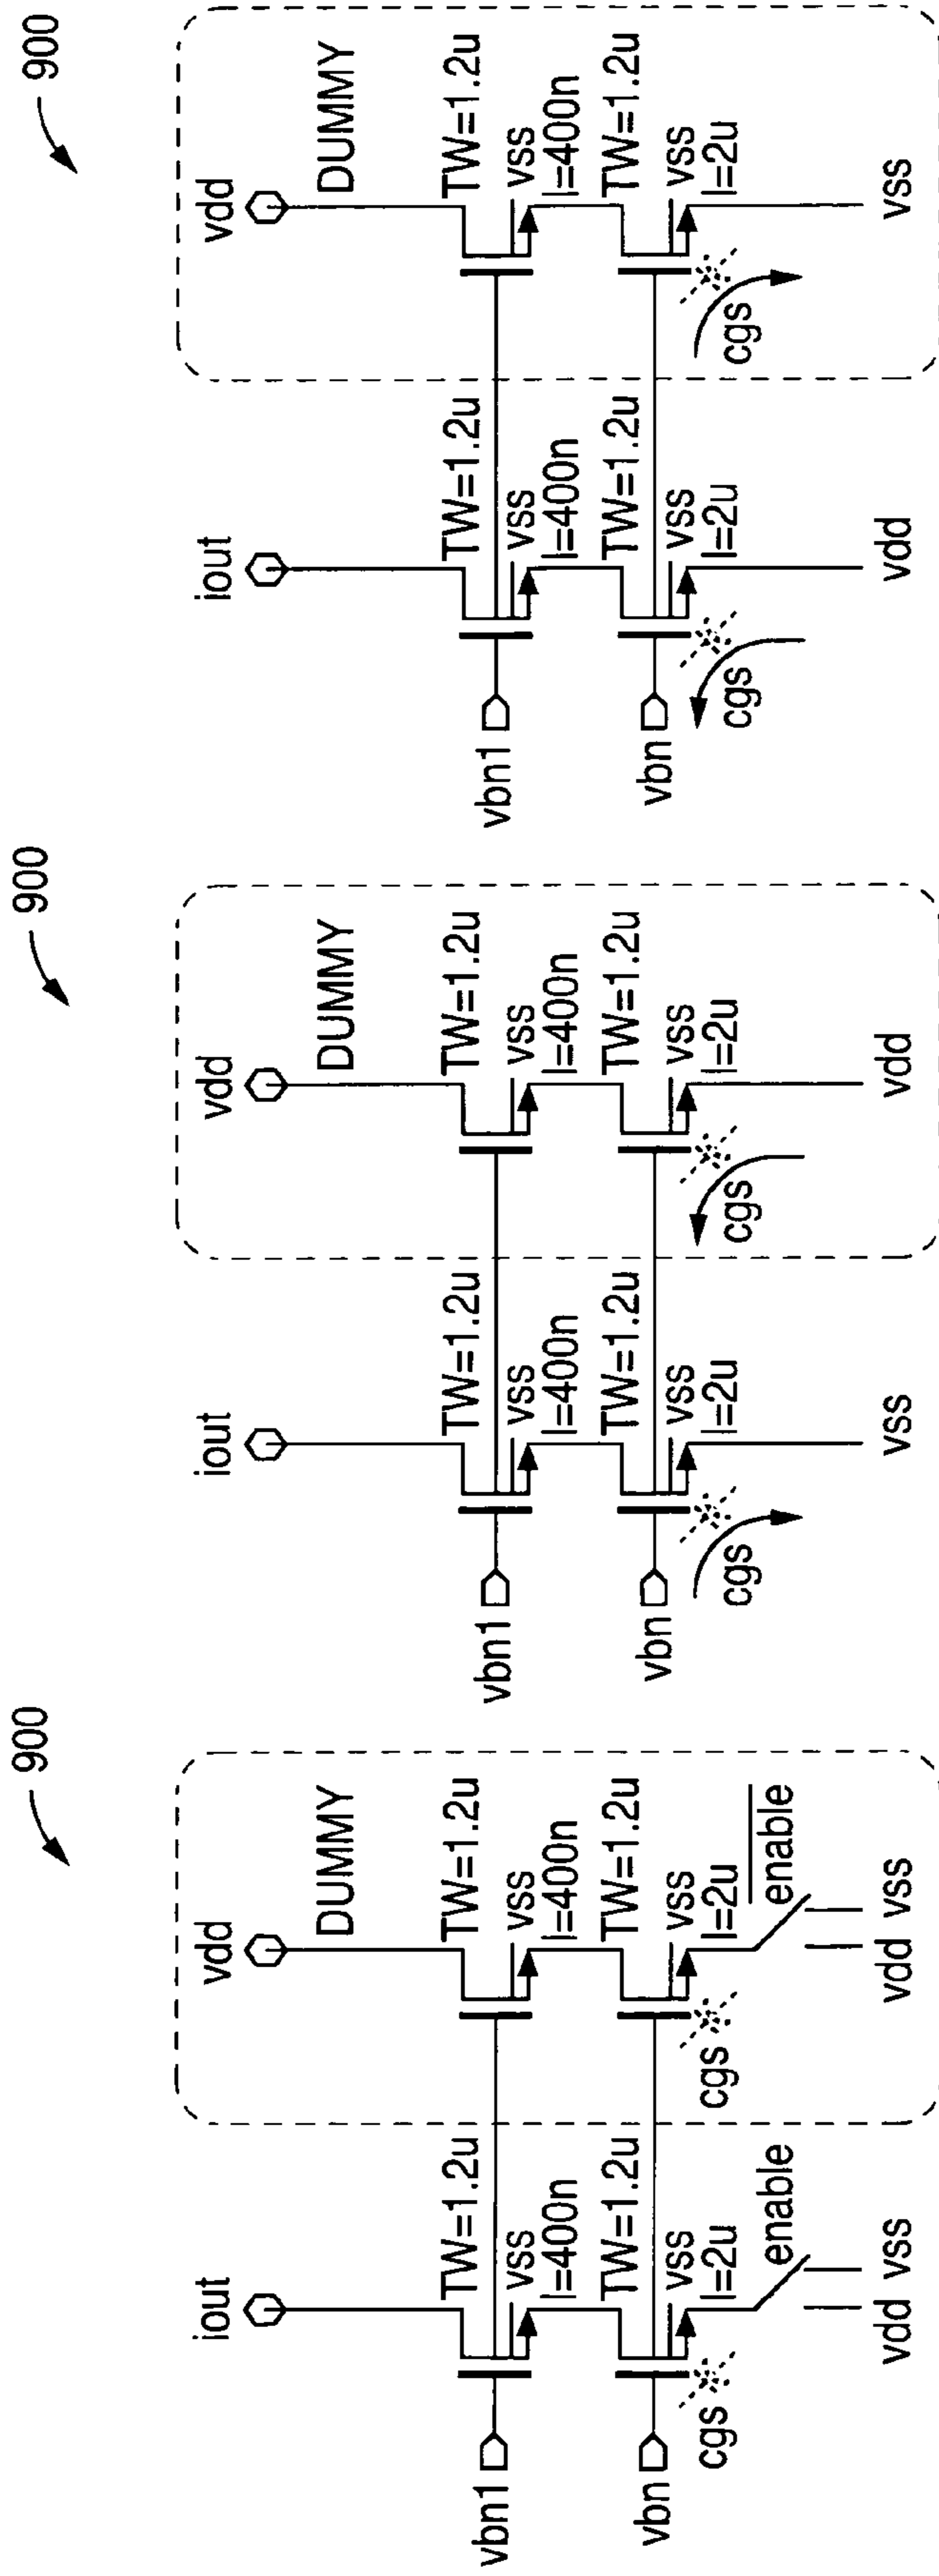 900
iout
vdd
DUMMY
TW=1.2u
TW=1.2u
vbn1
vss
vss
l=400n
l=400n
TW=1.2u
TW=1.2u
vbn
vss
vss
l=2u
l=2u
cgs
cgs
enable
enable
vdd
vss
vdd
vss
900
iout
vdd
DUMMY
TW=1.2u
TW=1.2u
vbn1
vss
vss
l=400n
l=400n
TW=1.2u
TW=1.2u
vbn
vss
vss
l=2u
l=2u
cgs
cgs
vss
vdd
900
iout
vdd
DUMMY
TW=1.2u
TW=1.2u
vbn1
vss
vss
l=400n
l=400n
TW=1.2u
TW=1.2u
vbn
vss
vss
l=2u
l=2u
cgs
cgs
vdd
vss